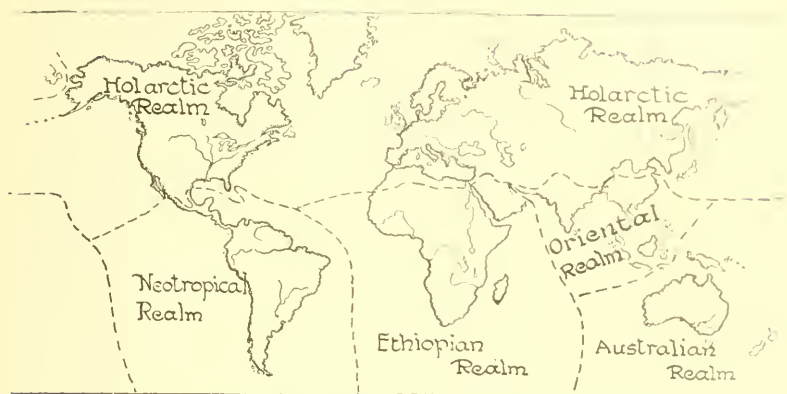 Holarctic
Realm
Holarctic
Realm
Oriental
Realm
Neotropical
Realm
Ethiopian
Realm
Australian
Realm